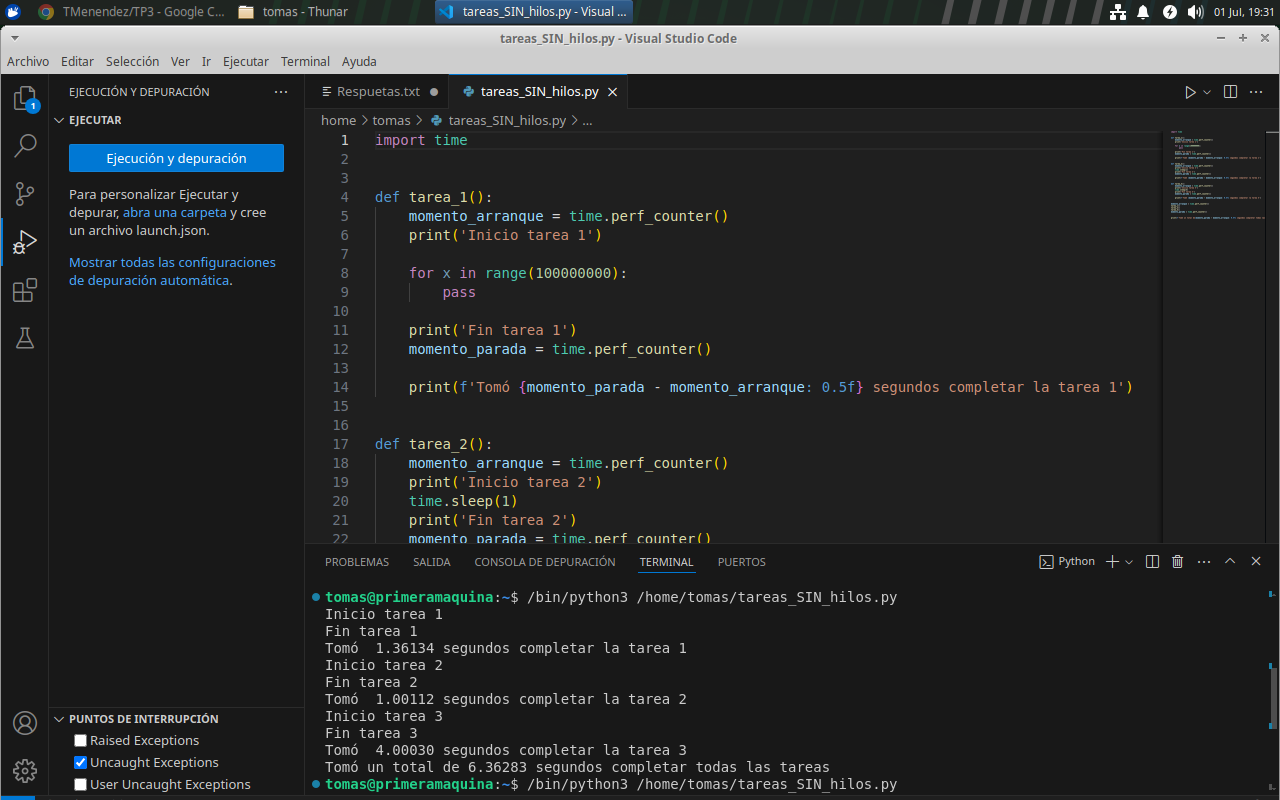 TMenendez/TP3 - Google C...
tomas - Thunar
tareas_SIN_hilos.py - Visual ...
01 Jul, 19:31
tareas_SIN_hilos.py - Visual Studio Code
Archivo Editar Selección Ver Ir Ejecutar Terminal Ayuda
1
EJECUCIÓN Y DEPURACIÓN
EJECUTAR
Ejecución y depuración
Para personalizar Ejecutar y
depurar, abra una carpeta y cree
un archivo launch.json.
Mostrar todas las configuraciones
de depuración automática.
PUNTOS DE INTERRUPCIÓN
Raised Exceptions
Uncaught Exceptions
User Uncaught Exceptions
Respuetas.txt
tareas_SIN_hilos.py
home > tomas > tareas_SIN_hilos.py > ...
1 import time
2
3
4 def tarea_1():
5 momento_arranque = time.perf_counter()
6 print('Inicio tarea 1')
7
8 for x in range(100000000):
9 pass
10
11 print('Fin tarea 1')
12 momento_parada = time.perf_counter()
13
14 print(f'Tomó {momento_parada - momento_arranque: 0.5f} segundos completar la tarea 1')
15
16
17 def tarea_2():
18 momento_arranque = time.perf_counter()
19 print('Inicio tarea 2')
20 time.sleep(1)
21 print('Fin tarea 2')
22 momento_parada = time.perf_counter()
PROBLEMAS SALIDA CONSOLA DE DEPURACIÓN TERMINAL PUERTOS
Python
tomas@primeramaquina:~$ /bin/python3 /home/tomas/tareas_SIN_hilos.py
Inicio tarea 1
Fin tarea 1
Tomó  1.36134 segundos completar la tarea 1
Inicio tarea 2
Fin tarea 2
Tomó  1.00112 segundos completar la tarea 2
Inicio tarea 3
Fin tarea 3
Tomó  4.00030 segundos completar la tarea 3
Tomó un total de 6.36283 segundos completar todas las tareas
tomas@primeramaquina:~$ /bin/python3 /home/tomas/tareas_SIN_hilos.py